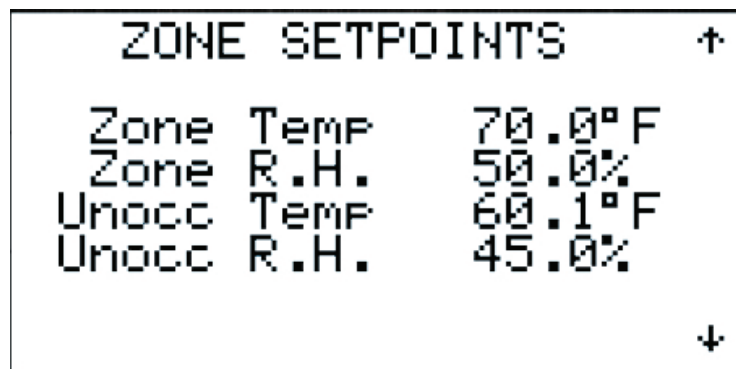 ZONE SETPOINTS ↑
Zone Temp 70.0°F
Zone R.H. 50.0%
Unocc Temp 60.1°F
Unocc R.H. 45.0%
↓